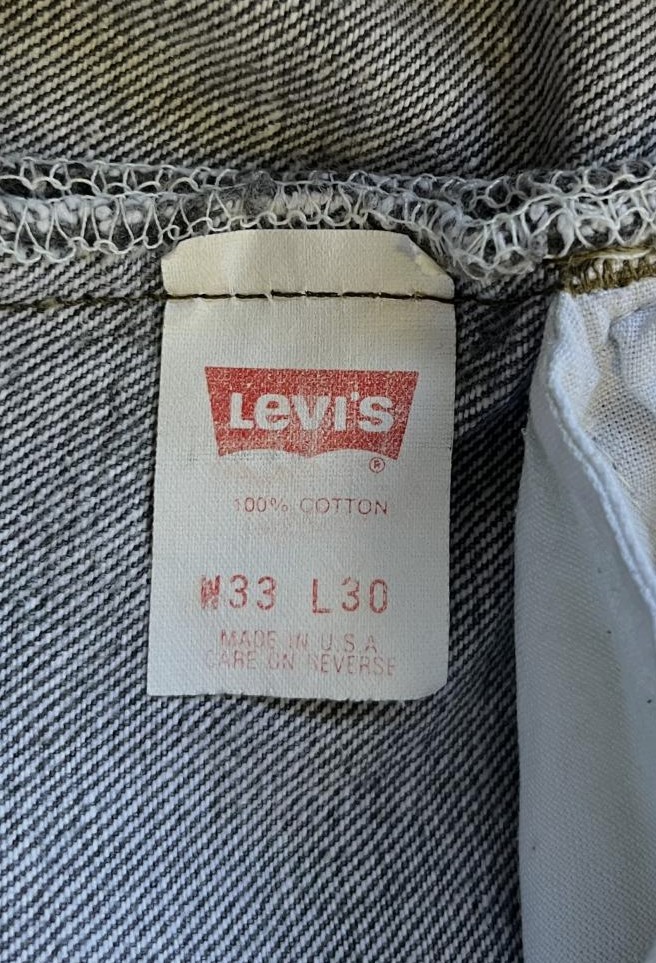 Levi's
®
100% COTTON
W33 L30
MADE IN U.S.A
CARE ON REVERSE